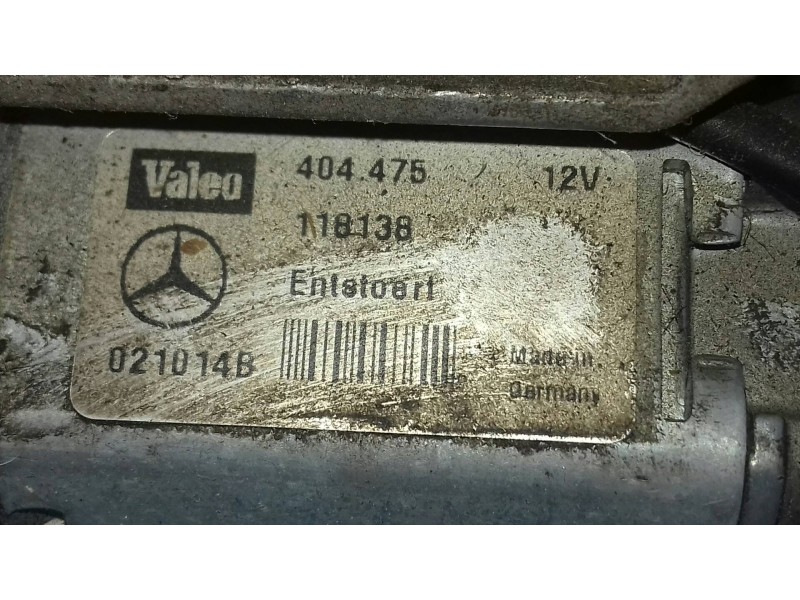 Valeo 404.475 12V
118138
Entstoert
021014B
Made in
Germany